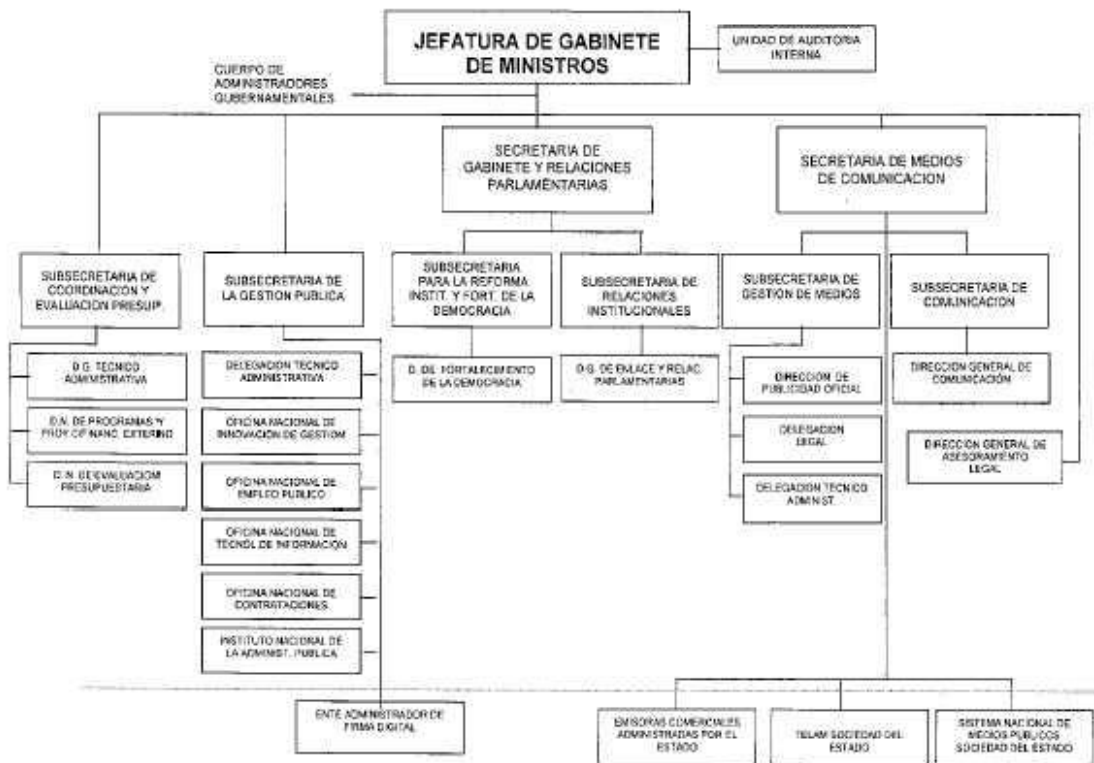 JEFATURA DE GABINETE
DE MINISTROS
UNIDAD DE AUDITORIA
INTERNA
CUERPO DE
ADMINISTRADORES
GUBERNAMENTALES
SECRETARIA DE
GABINETE Y RELACIONES
PARLAMENTARIAS
SECRETARIA DE MEDIOS
DE COMUNICACION
SUBSECRETARIA DE
COORDINACION Y
EVALUACION PRESUP.
SUBSECRETARIA DE
LA GESTION PUBLICA
SUBSECRETARIA
PARA LA REFORMA
INSTIT. Y FORT. DE LA
DEMOCRACIA
SUBSECRETARIA DE
RELACIONES
INSTITUCIONALES
SUBSECRETARIA DE
GESTION DE MEDIOS
SUBSECRETARIA DE
COMUNICACION
D.G. TECNICO
ADMINISTRATIVA
D.N. DE PROGRAMAS Y
PROY. C/FINANC. EXTERNO
D.N. DE EVALUACION
PRESUPUESTARIA
DELEGACION TECNICO
ADMINISTRATIVA
OFICINA NACIONAL DE
INNOVACION DE GESTION
OFICINA NACIONAL DE
EMPLEO PUBLICO
OFICINA NACIONAL DE
TECNOL. DE INFORMACION
OFICINA NACIONAL DE
CONTRATACIONES
INSTITUTO NACIONAL DE
LA ADMINIST. PUBLICA
D. DE FORTALECIMIENTO
DE LA DEMOCRACIA
D.G. DE ENLACE Y RELAC.
PARLAMENTARIAS
DIRECCION DE
PUBLICIDAD OFICIAL
DELEGACION
LEGAL
DELEGACION TECNICO
ADMINIST.
DIRECCION GENERAL DE
COMUNICACIÓN
DIRECCION GENERAL DE
ASESORAMIENTO
LEGAL
ENTE ADMINISTRADOR DE
FIRMA DIGITAL
EMISORAS COMERCIALES
ADMINISTRADAS POR EL
ESTADO
TELAM SOCIEDAD DEL
ESTADO
SISTEMA NACIONAL DE
MEDIOS PUBLICOS
SOCIEDAD DEL ESTADO